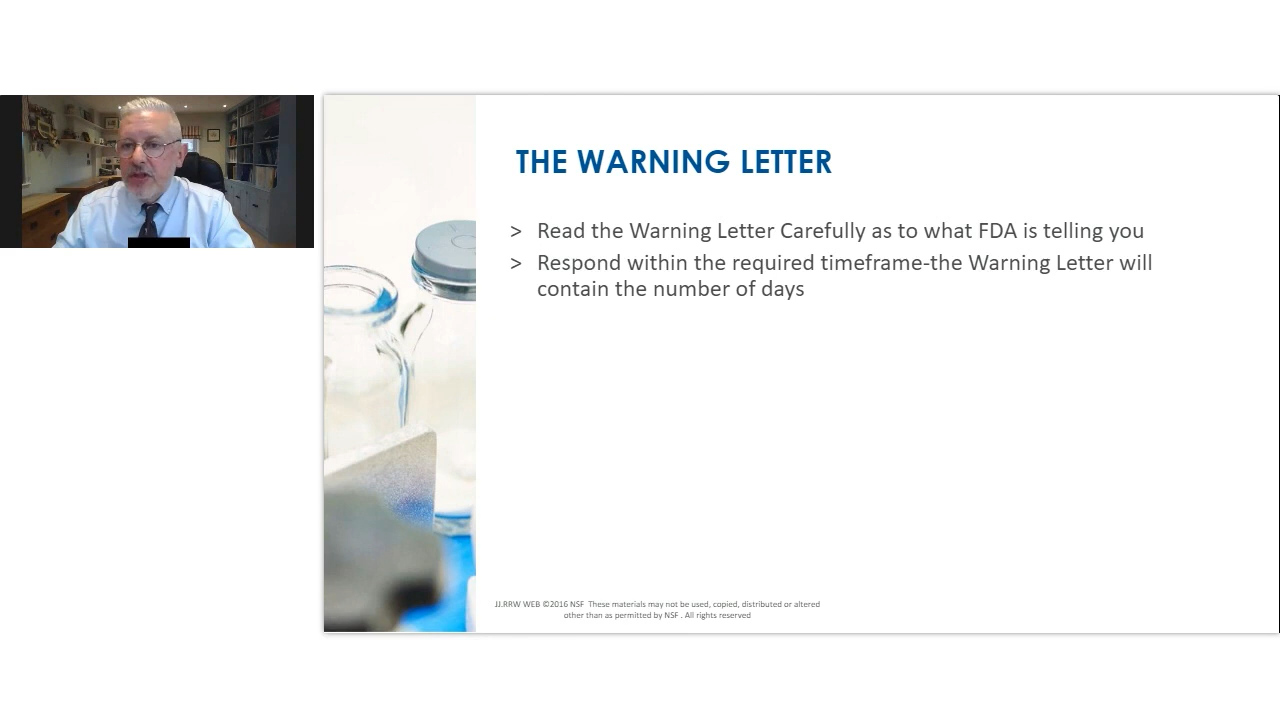 THE WARNING LETTER
> Read the Warning Letter Carefully as to what FDA is telling you
> Respond within the required timeframe-the Warning Letter will
contain the number of days
JJ.RRW WEB ©2016 NSF These materials may not be used, copied, distributed or altered
other than as permitted by NSF . All rights reserved